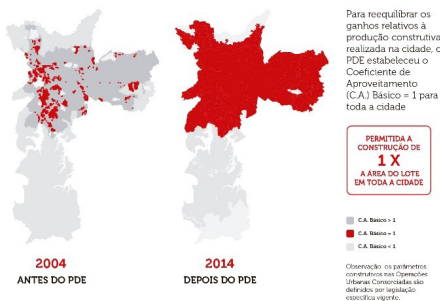 Para reequilibrar os
ganhos relativos à
produção construtiva
realizada na cidade, o
PDE estabeleceu o
Coeficiente de
Aproveitamento
(C.A.) Básico = 1 para
toda a cidade
PERMITIDA A
CONSTRUÇÃO DE
1 X
A ÁREA DO LOTE
EM TODA A CIDADE
C.A. Básico > 1
C.A. Básico = 1
C.A. Básico < 1
Observação: os parâmetros
construtivos nas Operações
Urbanas Consorciadas são
definidos por legislação
específica vigente.
2004
ANTES DO PDE
2014
DEPOIS DO PDE